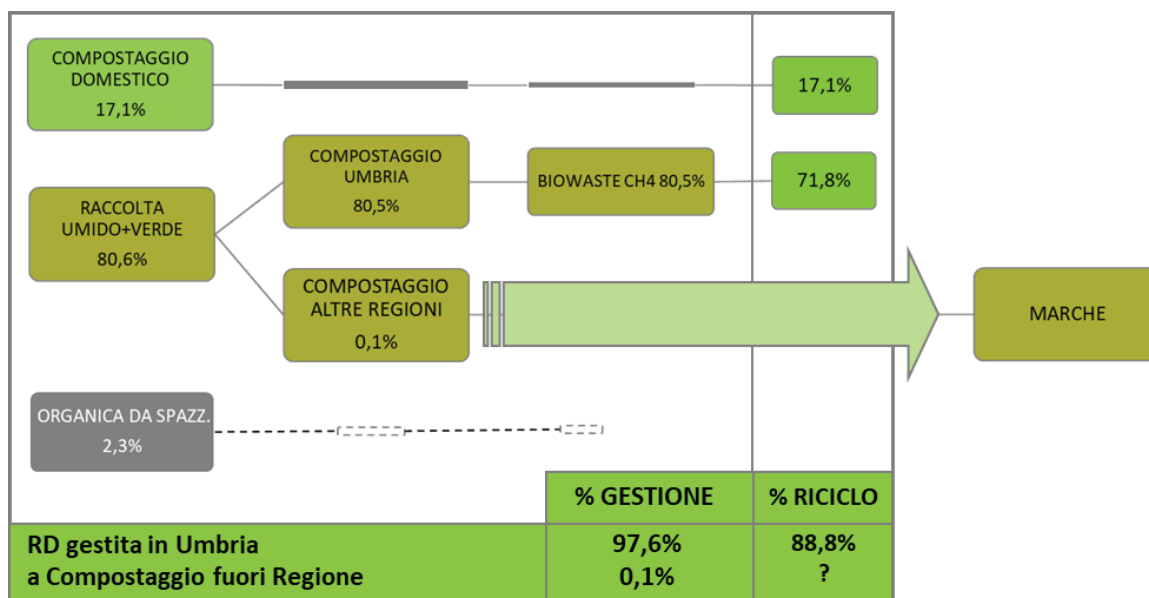 COMPOSTAGGIO
DOMESTICO
17,1%
17,1%
COMPOSTAGGIO
UMBRIA
80,5%
BIOWASTE CH4 80,5%
71,8%
RACCOLTA
UMIDO+VERDE
80,6%
COMPOSTAGGIO
ALTRE REGIONI
0,1%
MARCHE
ORGANICA DA SPAZZ.
2,3%
% GESTIONE
% RICICLO
RD gestita in Umbria
97,6%
88,8%
a Compostaggio fuori Regione
0,1%
?